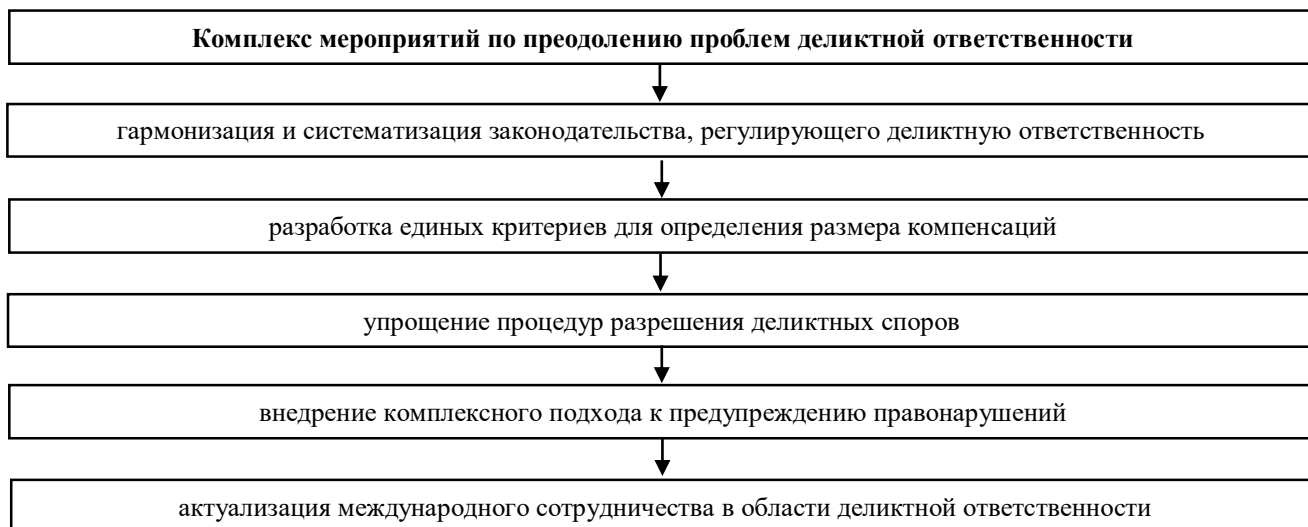 Комплекс мероприятий по преодолению проблем деликтной ответственности
гармонизация и систематизация законодательства, регулирующего деликтную ответственность
разработка единых критериев для определения размера компенсаций
упрощение процедур разрешения деликтных споров
внедрение комплексного подхода к предупреждению правонарушений
актуализация международного сотрудничества в области деликтной ответственности